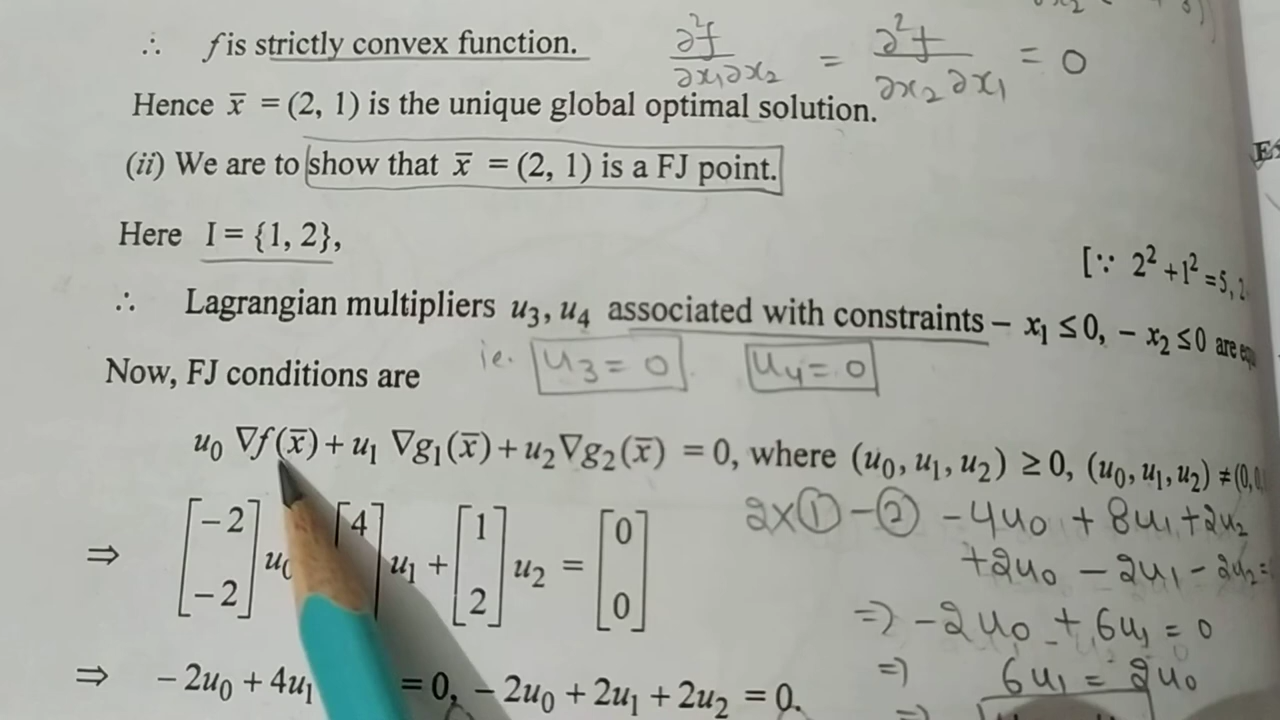 ∴ f is strictly convex function. ∂²f/∂x₁∂x₂ = ∂²f/∂x₂∂x₁ = 0
Hence x̄ = (2, 1) is the unique global optimal solution.
(ii) We are to show that x̄ = (2, 1) is a FJ point.
Here I = {1, 2},
[∵ 2² + 1² = 5, 2
∴ Lagrangian multipliers u₃, u₄ associated with constraints – x₁ ≤ 0, – x₂ ≤ 0 are
ie. u₃ = 0 u₄ = 0
Now, FJ conditions are
u₀ ∇f(x̄) + u₁ ∇g₁(x̄) + u₂∇g₂(x̄) = 0, where (u₀, u₁, u₂) ≥ 0, (u₀, u₁, u₂) ≠ (0, 0
2×① – ② – 4u₀ + 8u₁ + 2u₂
+2u₀ – 2u₁ – 2u₂ =
⇒ [–2 –2] u₀ [4 ] u₁ + [1 2] u₂ = [0 0]
⇒ –2u₀ + 6u₁ = 0
⇒ 6u₁ = 2u₀
⇒ – 2u₀ + 4u₁ = 0, – 2u₀ + 2u₁ + 2u₂ = 0.
⇒